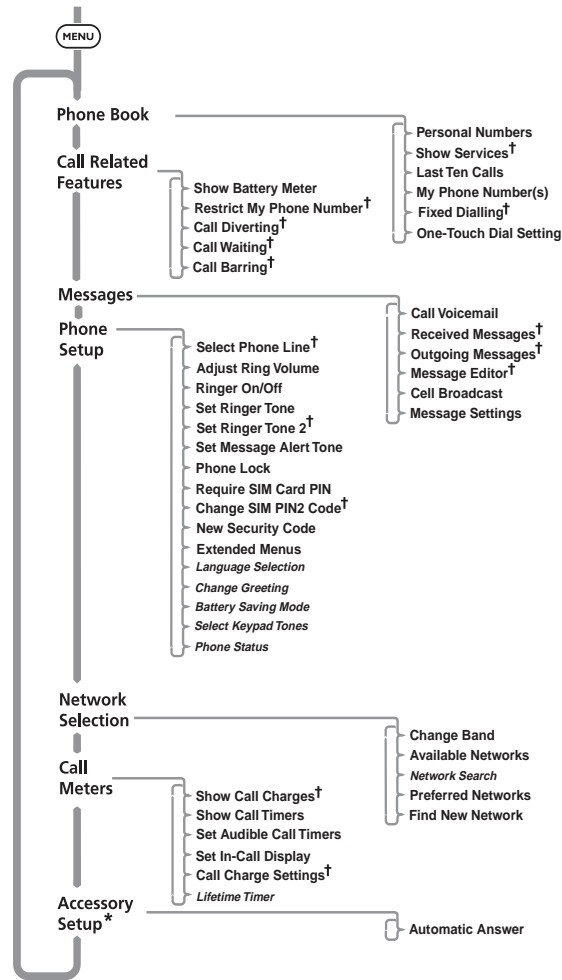 MENU
Phone Book
Personal Numbers
Show Services†
Last Ten Calls
My Phone Number(s)
Fixed Dialling†
One-Touch Dial Setting
Call Related
Features
Show Battery Meter
Restrict My Phone Number†
Call Diverting†
Call Waiting†
Call Barring†
Messages
Call Voicemail
Received Messages†
Outgoing Messages†
Message Editor†
Cell Broadcast
Message Settings
Phone
Setup
Select Phone Line†
Adjust Ring Volume
Ringer On/Off
Set Ringer Tone
Set Ringer Tone 2†
Set Message Alert Tone
Phone Lock
Require SIM Card PIN
Change SIM PIN2 Code†
New Security Code
Extended Menus
Language Selection
Change Greeting
Battery Saving Mode
Select Keypad Tones
Phone Status
Network
Selection
Change Band
Available Networks
Network Search
Preferred Networks
Find New Network
Call
Meters
Show Call Charges†
Show Call Timers
Set Audible Call Timers
Set In-Call Display
Call Charge Settings†
Lifetime Timer
Accessory
Setup*
Automatic Answer